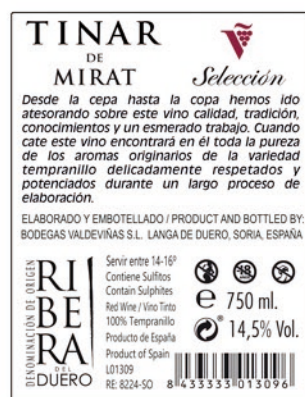 TINAR
DE
MIRAT
Selección
Desde la cepa hasta la copa hemos ido
atesorando sobre este vino calidad, tradición,
conocimientos y un esmerado trabajo. Cuando
cate este vino encontrará en él toda la pureza
de los aromas originarios de la variedad
tempranillo delicadamente respetados y
potenciados durante un largo proceso de
elaboración.
ELABORADO Y EMBOTELLADO / PRODUCT AND BOTTLED BY:
BODEGAS VALDEVIÑAS S.L. LANGA DE DUERO, SORIA, ESPAÑA
DENOMINACIÓN DE ORIGEN
RI
BE
RA
DEL
DUERO
Servir entre 14-16º
Contiene Sulfitos
Contain Sulphites
Red Wine / Vino Tinto
100% Tempranillo
Producto de España
Product of Spain
L01309
RE: 8224-SO
-18
e 750 ml.
® 14,5% Vol.
8 433333 013096